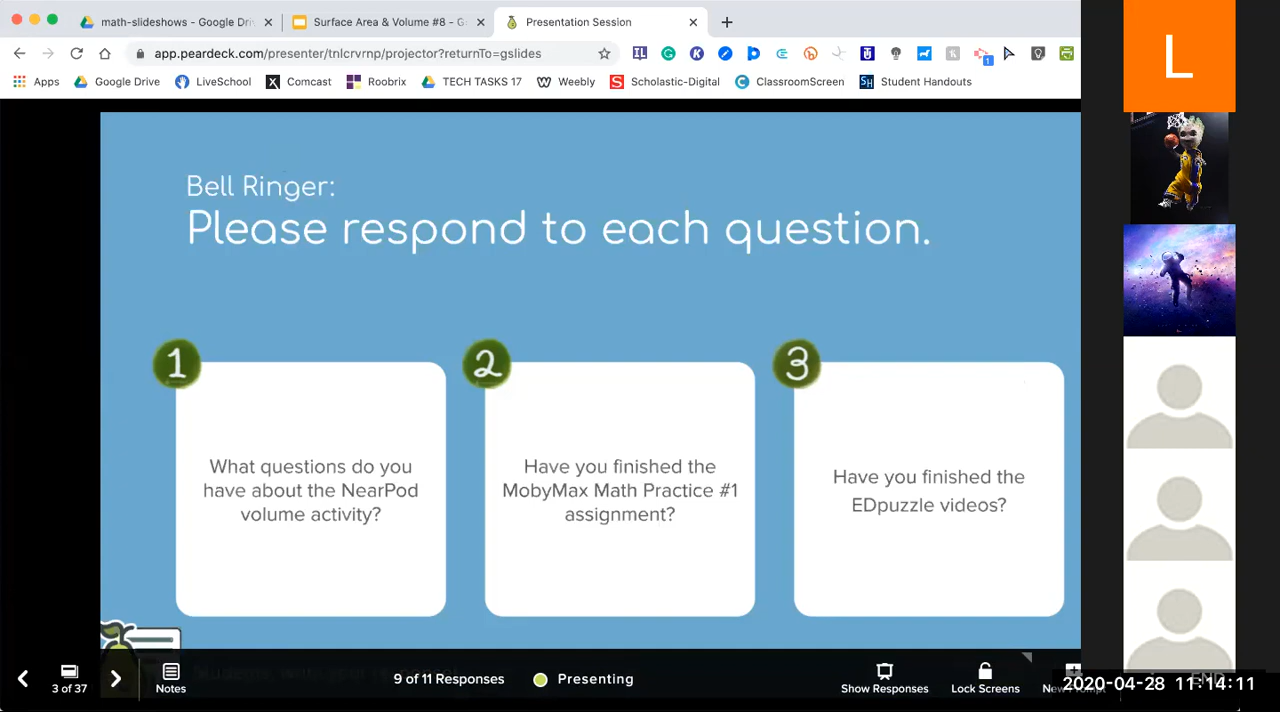 math-slideshows - Google Dri
Surface Area & Volume #8 - G
Presentation Session
app.peardeck.com/presenter/tnlcrvrnp/projector?returnTo=gslides
Apps
Google Drive
LiveSchool
Comcast
Roobrix
TECH TASKS 17
Weebly
Scholastic-Digital
ClassroomScreen
Student Handouts
L
Bell Ringer:
Please respond to each question.
1
What questions do you
have about the NearPod
volume activity?
2
Have you finished the
MobyMax Math Practice #1
assignment?
3
Have you finished the
EDpuzzle videos?
3 of 37
Notes
9 of 11 Responses
Presenting
Show Responses
Lock Screens
New Prompt
END
2020-04-28 11:14:11